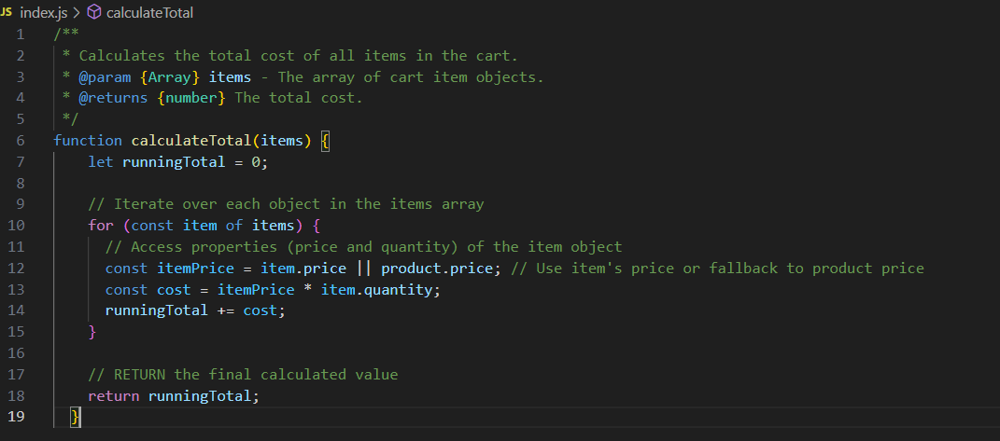 JS index.js > calculateTotal
1 /**
2 * Calculates the total cost of all items in the cart.
3 * @param {Array} items - The array of cart item objects.
4 * @returns {number} The total cost.
5 */
6 function calculateTotal(items) {
7 let runningTotal = 0;
8
9 // Iterate over each object in the items array
10 for (const item of items) {
11 // Access properties (price and quantity) of the item object
12 const itemPrice = item.price || product.price; // Use item's price or fallback to product price
13 const cost = itemPrice * item.quantity;
14 runningTotal += cost;
15 }
16
17 // RETURN the final calculated value
18 return runningTotal;
19 }